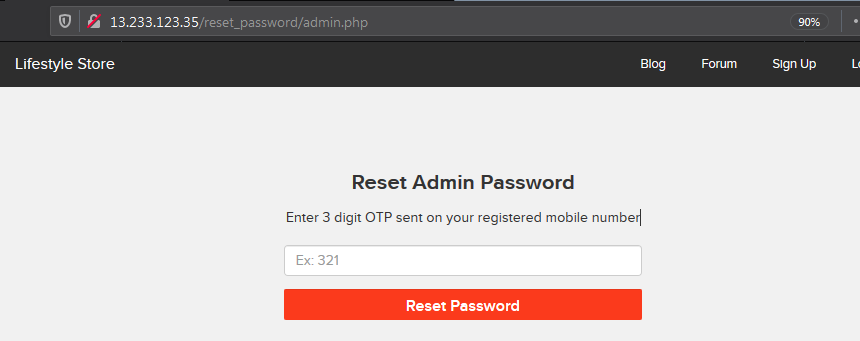 13.233.123.35/reset_password/admin.php 90%
Lifestyle Store Blog Forum Sign Up
Reset Admin Password
Enter 3 digit OTP sent on your registered mobile number
Ex: 321
Reset Password